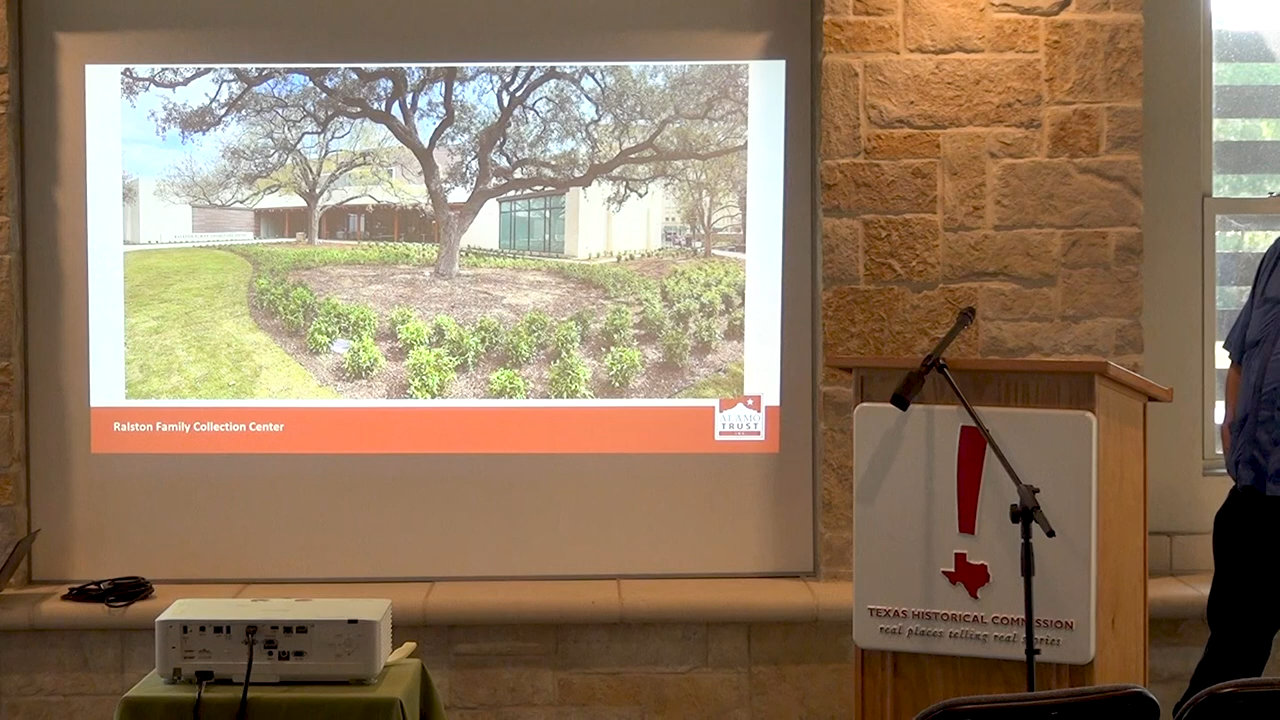 Ralston Family Collection Center
ALAMO
TRUST
TEXAS HISTORICAL COMMISSION
real places telling real stories